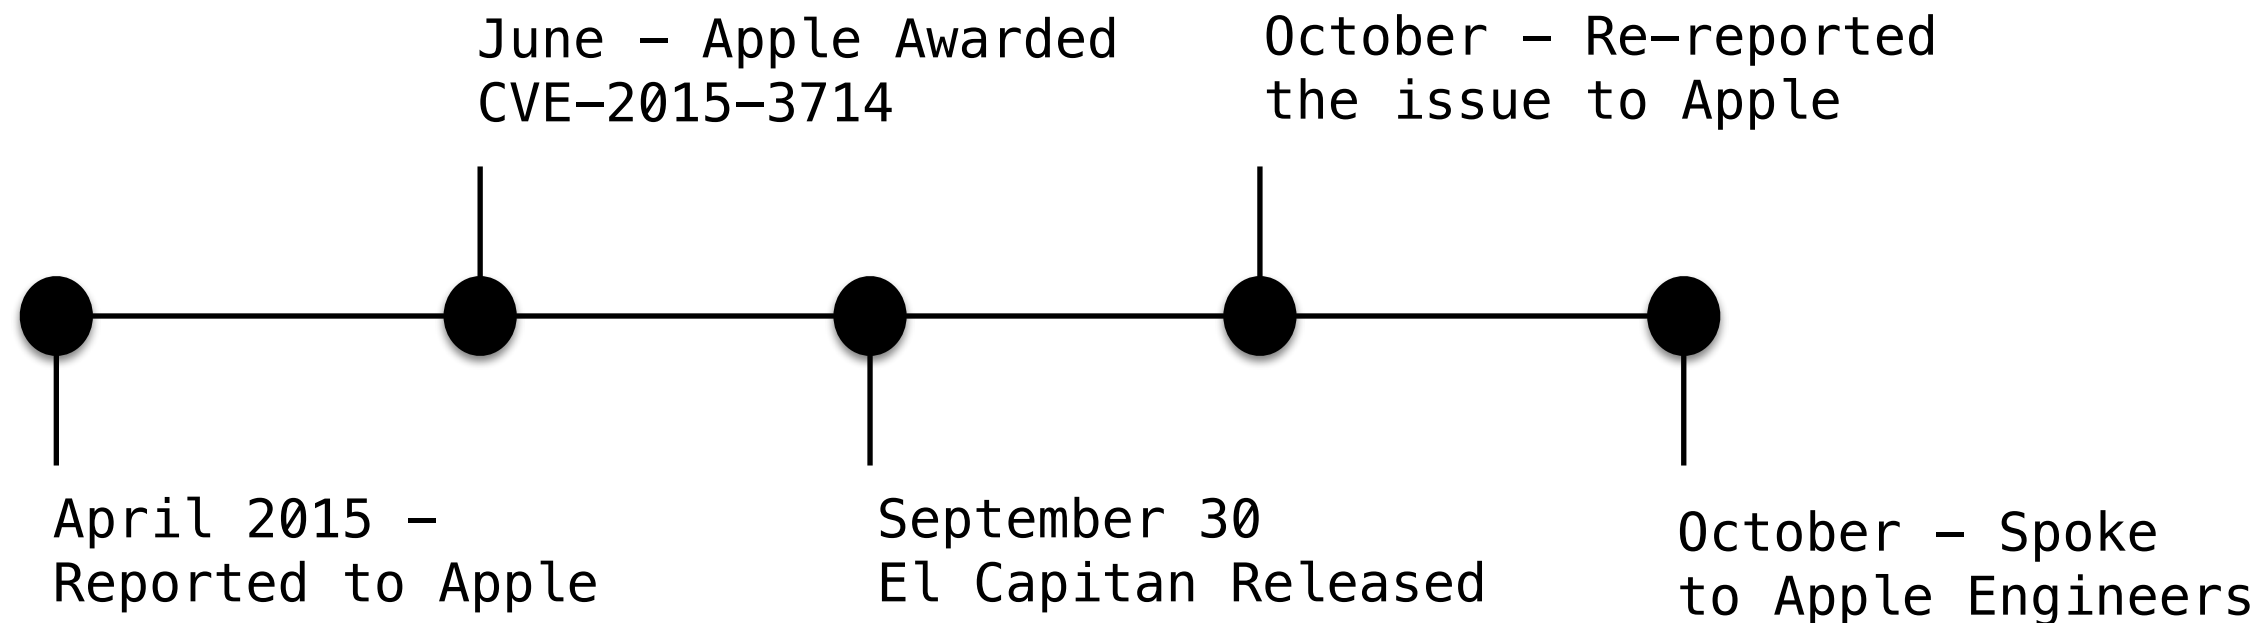 June – Apple Awarded
CVE–2015–3714
October – Re–reported
the issue to Apple
April 2015 –
Reported to Apple
September 30
El Capitan Released
October – Spoke
to Apple Engineers